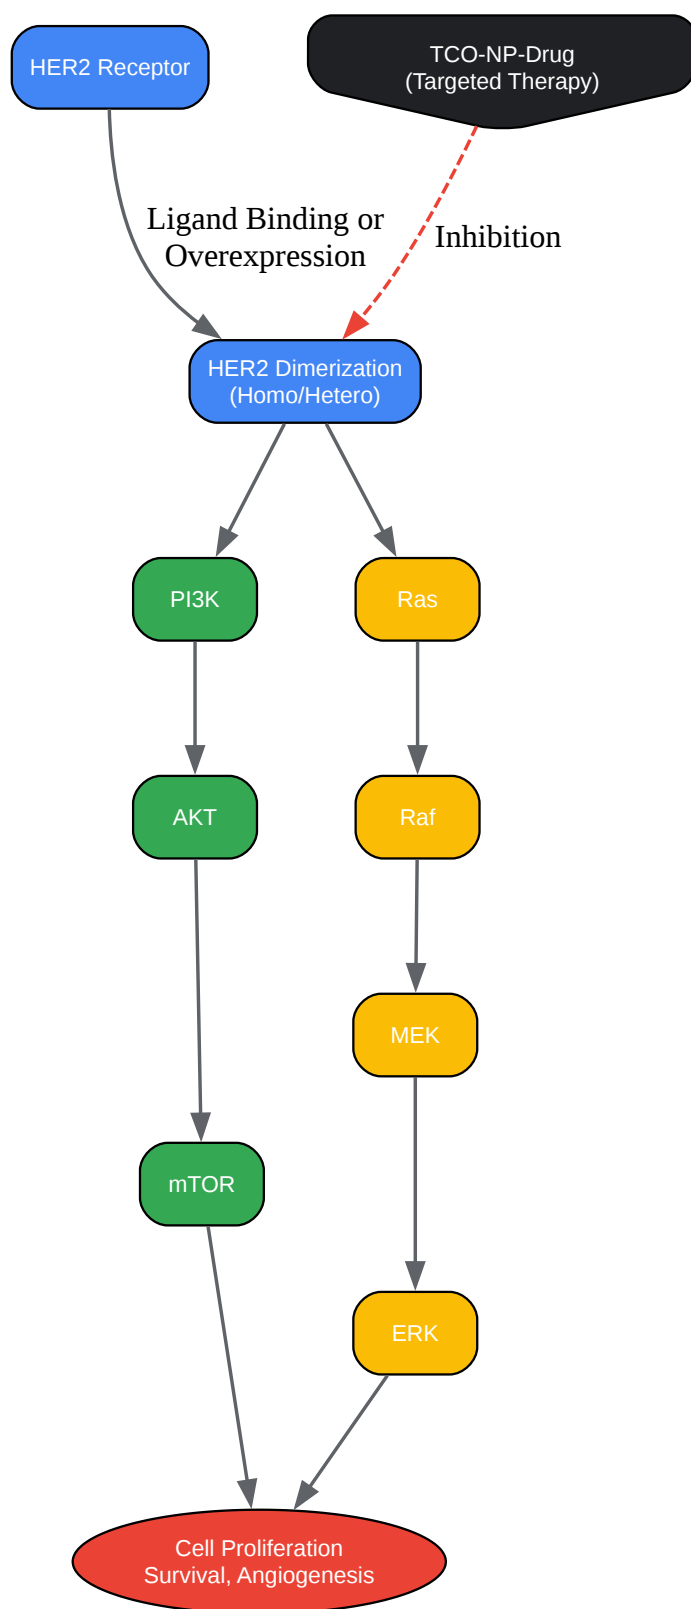 HER2 Receptor
TCO-NP-Drug
(Targeted Therapy)
Ligand Binding or
Overexpression
Inhibition
HER2 Dimerization
(Homo/Hetero)
PI3K
Ras
AKT
Raf
MEK
mTOR
ERK
Cell Proliferation
Survival, Angiogenesis